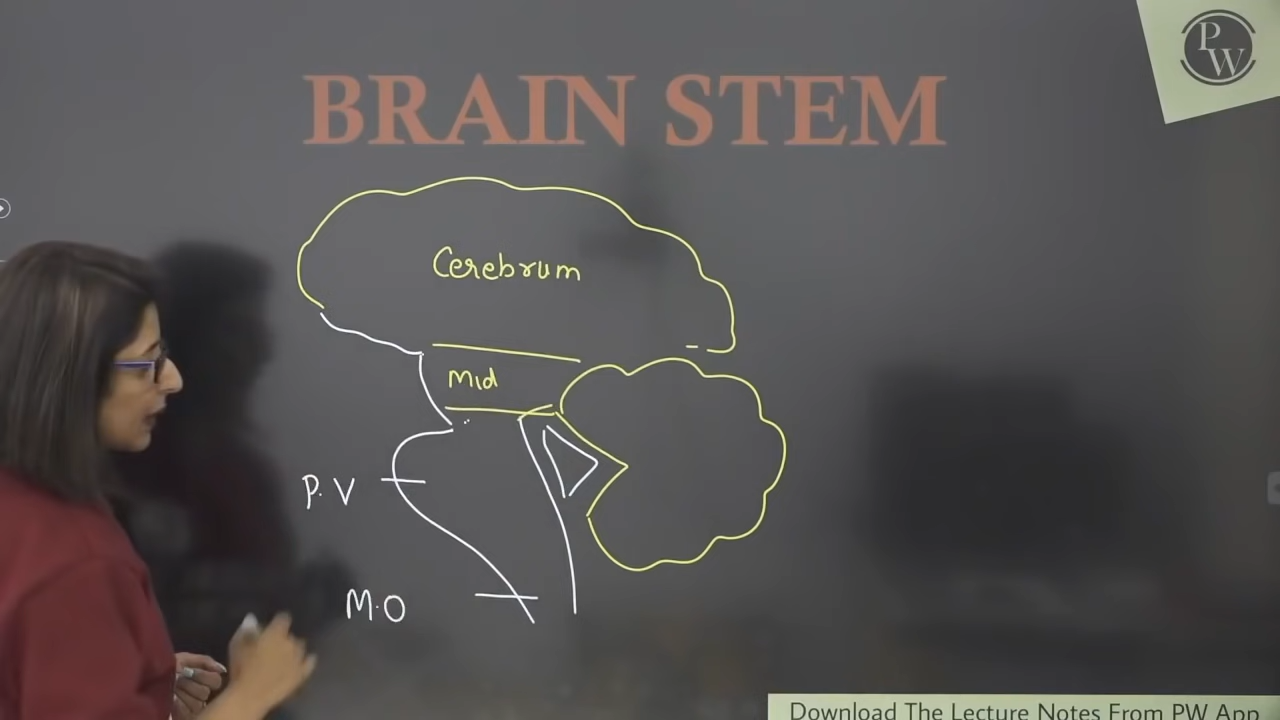 PW
BRAIN STEM
Cerebrum
Mid
P. V
M.O
Download The Lecture Notes From PW App